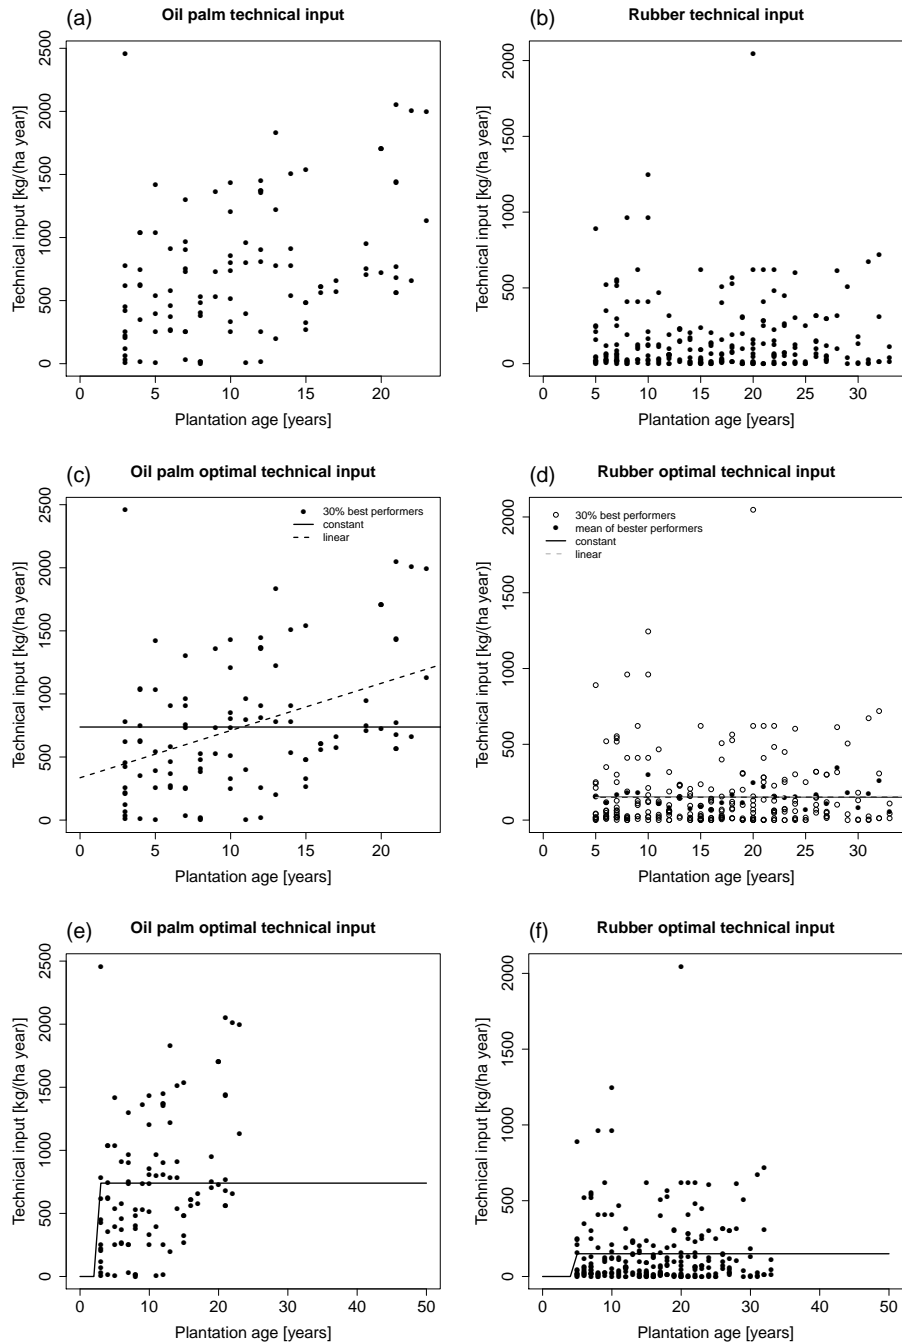 (a) Oil palm technical input
Technical input [kg/(ha year)]
0 500 1000 1500 2000 2500
0 5 10 15 20
Plantation age [years]
(b) Rubber technical input
Technical input [kg/(ha year)]
0 500 1000 1500 2000
0 5 10 15 20 25 30
Plantation age [years]
(c) Oil palm optimal technical input
Technical input [kg/(ha year)]
0 500 1000 1500 2000 2500
30% best performers
constant
linear
0 5 10 15 20
Plantation age [years]
(d) Rubber optimal technical input
Technical input [kg/(ha year)]
0 500 1000 1500 2000
30% best performers
mean of bester performers
constant
linear
0 5 10 15 20 25 30
Plantation age [years]
(e) Oil palm optimal technical input
Technical input [kg/(ha year)]
0 500 1000 1500 2000 2500
0 10 20 30 40 50
Plantation age [years]
(f) Rubber optimal technical input
Technical input [kg/(ha year)]
0 500 1000 1500 2000
0 10 20 30 40 50
Plantation age [years]